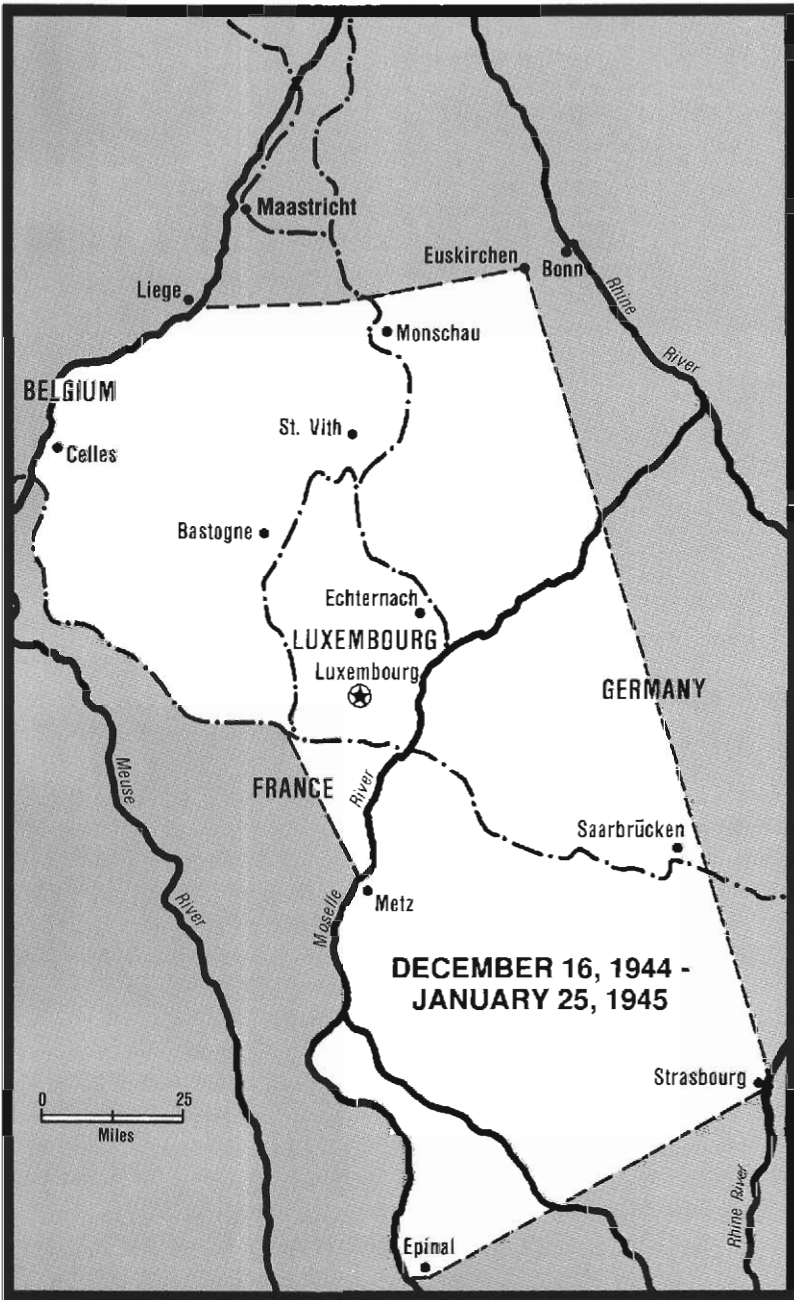 Maastricht
Euskirchen
Bonn
Liege
Rhine
River
Monschau
BELGIUM
St. Vith
Celles
Bastogne
Echternach
LUXEMBOURG
Luxembourg
GERMANY
FRANCE
River
Meuse
River
Saarbrücken
Metz
Moselle
DECEMBER 16, 1944 -
JANUARY 25, 1945
Strasbourg
0 25
Miles
Rhine River
Epinal